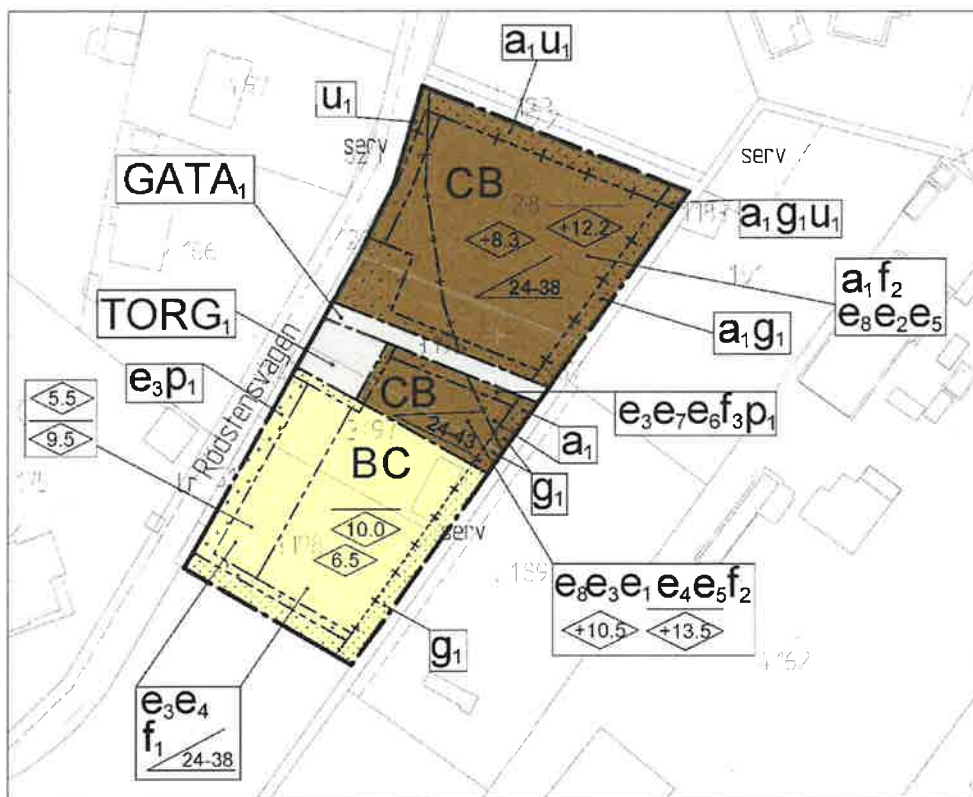 a₁u₁
u₁
serv
serv
CB
GATA₁
a₁g₁u₁
+12.2
+8.3
24-38
a₁f₂
e₈e₂e₅
TORG₁
a₁g₁
e₃p₁
CB
24-43
e₃e₇e₆f₃p₁
5.5
9.5
a₁
Rödstensvägen
BC
g₁
10.0
serv
6.5
e₈e₃e₁ e₄e₅f₂
+10.5 +13.5
g₁
e₃e₄
f₁
24-38